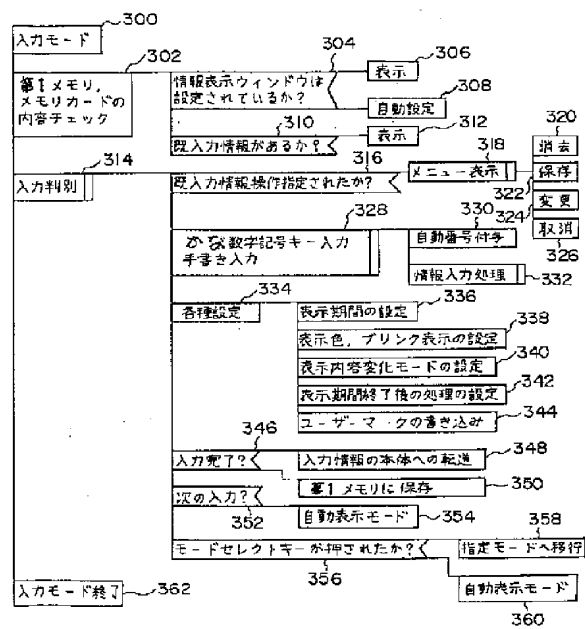 300
入力モード
302
第1メモリ,
メモリカードの
内容チェック
304
情報表示ウィンドウは
設定されているか?
306
表示
308
自動設定
310
既入力情報があるか?
312
表示
314
入力判別
316
既入力情報操作指定されたか?
318
メニュー表示
320
消去
322
保存
324
変更
326
取消
328
かな数字記号キー入力
手書き入力
330
自動番号付与
332
情報入力処理
334
各種設定
336
表示期間の設定
338
表示色,ブリンク表示の設定
340
表示内容変化モードの設定
342
表示期間終了後の処理の設定
344
ユーザーマークの書き込み
346
入力完了?
348
入力情報の本体への転送
350
第1メモリに保存
352
次の入力?
354
自動表示モード
356
モードセレクトキーが押されたか?
358
指定モードへ移行
360
自動表示モード
362
入力モード終了